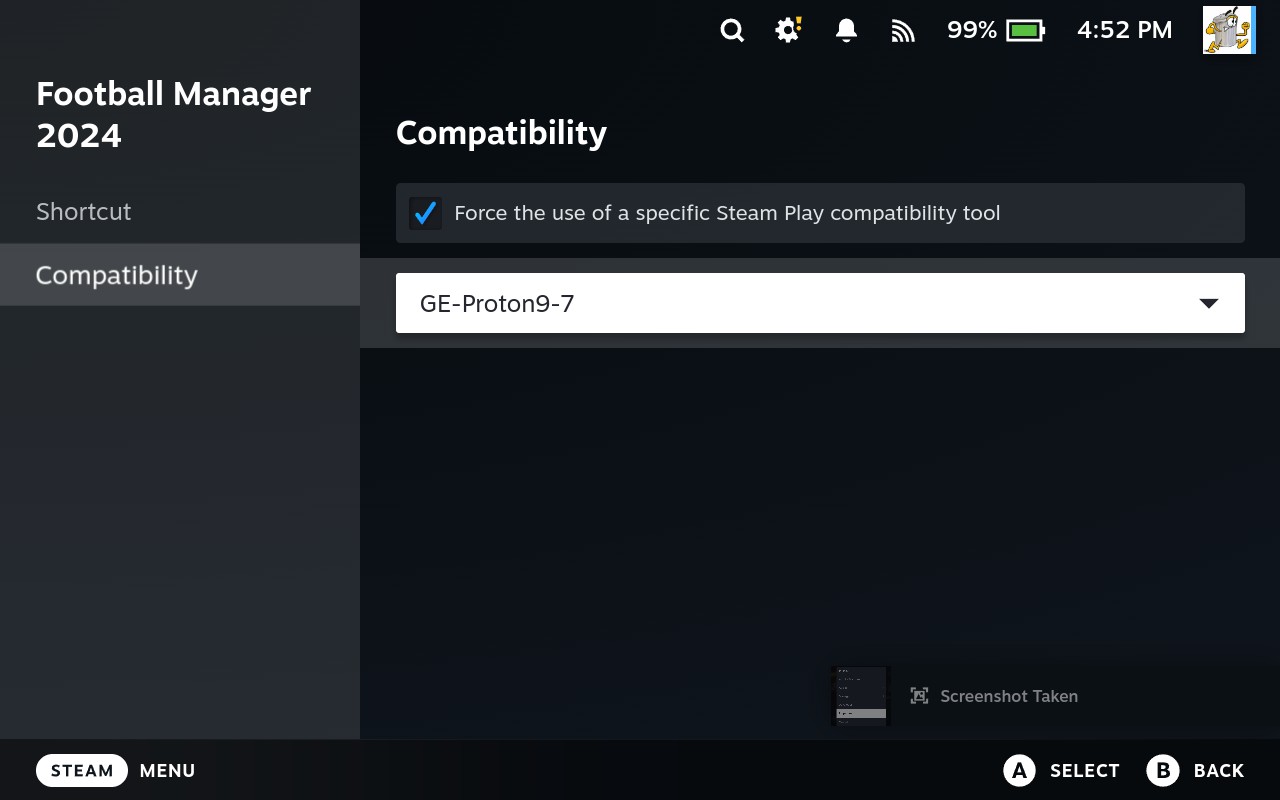 99%
4:52 PM
Football Manager
2024
Shortcut
Compatibility
Compatibility
Force the use of a specific Steam Play compatibility tool
GE-Proton9-7
Screenshot Taken
STEAM MENU
A SELECT B BACK